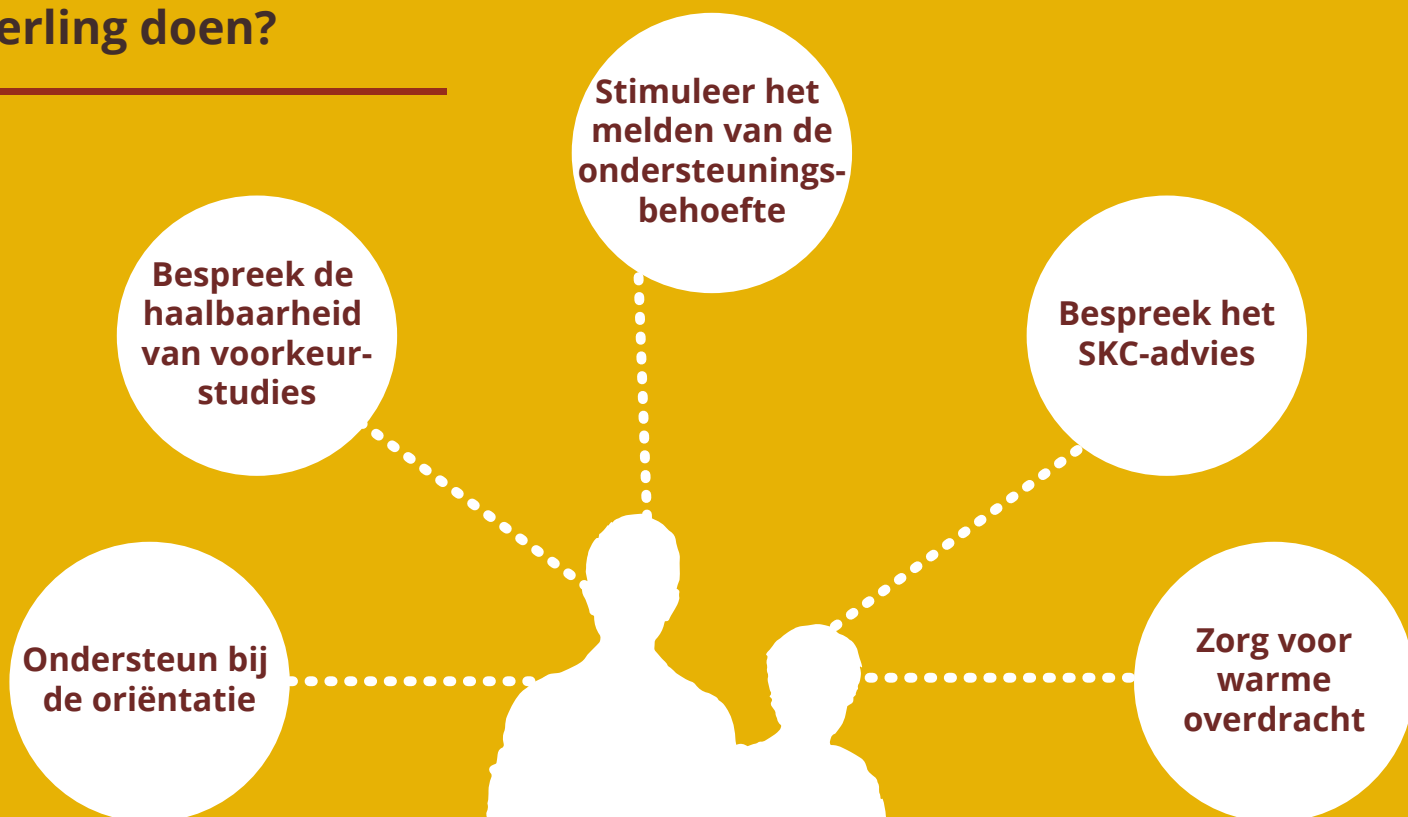 erling doen?
Stimuleer het
melden van de
ondersteunings-
behoefte
Bespreek de
haalbaarheid
van voorkeur-
studies
Bespreek het
SKC-advies
Ondersteun bij
de oriëntatie
Zorg voor
warme
overdracht